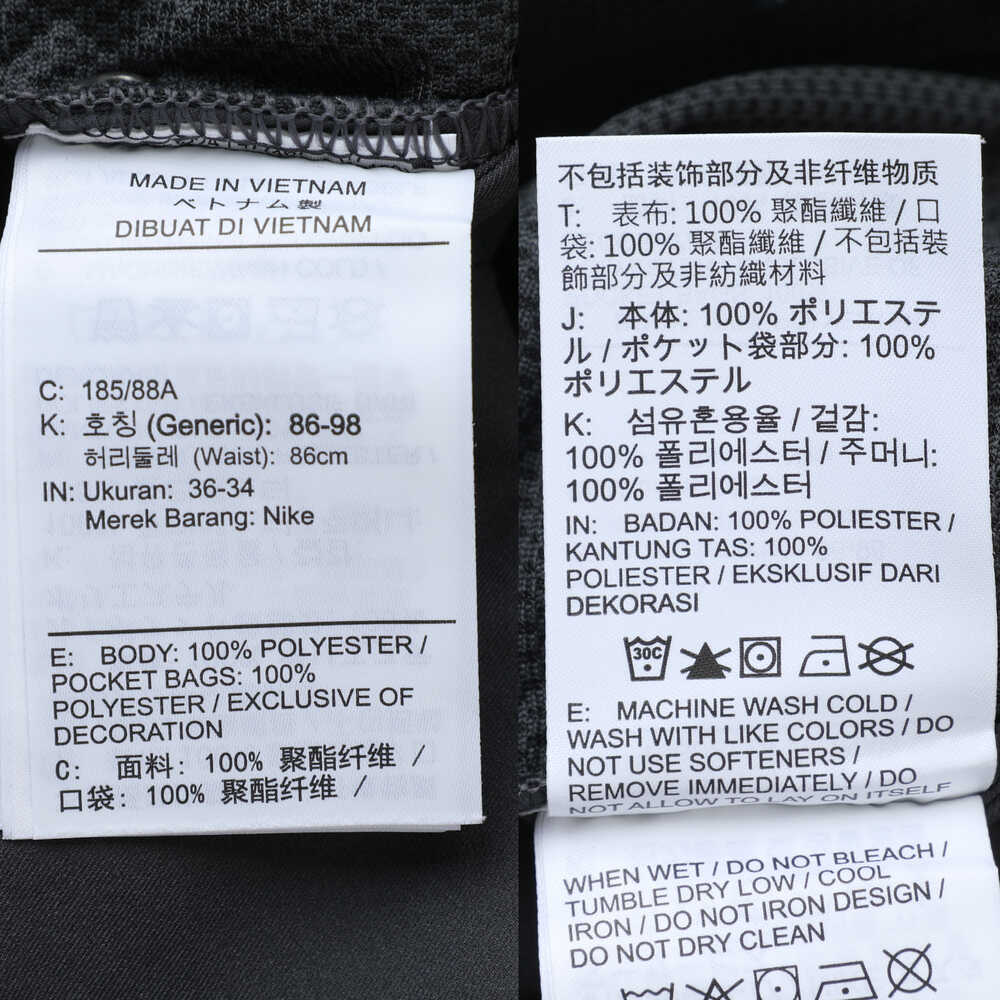 MADE IN VIETNAM
ベトナム製
DIBUAT DI VIETNAM
C: 185/88A
K: 호칭 (Generic): 86-98
허리둘레 (Waist): 86cm
IN: Ukuran: 36-34
Merek Barang: Nike
E: BODY: 100% POLYESTER /
POCKET BAGS: 100%
POLYESTER / EXCLUSIVE OF
DECORATION
C: 面料: 100% 聚酯纤维 /
口袋: 100% 聚酯纤维 /
不包括装饰部分及非纤维物质
T: 表布: 100% 聚酯纖維 / 口
袋: 100% 聚酯纖維 / 不包括裝
飾部分及非紡織材料
J: 本体: 100% ポリエステ
ル / ポケット袋部分: 100%
ポリエステル
K: 섬유혼용율 / 겉감:
100% 폴리에스터 / 주머니:
100% 폴리에스터
IN: BADAN: 100% POLIESTER /
KANTUNG TAS: 100%
POLIESTER / EKSKLUSIF DARI
DEKORASI
30C
E: MACHINE WASH COLD /
WASH WITH LIKE COLORS / DO
NOT USE SOFTENERS /
REMOVE IMMEDIATELY / DO
NOT ALLOW TO LAY ON ITSELF
WHEN WET / DO NOT BLEACH /
TUMBLE DRY LOW / COOL
IRON / DO NOT IRON DESIGN /
DO NOT DRY CLEAN